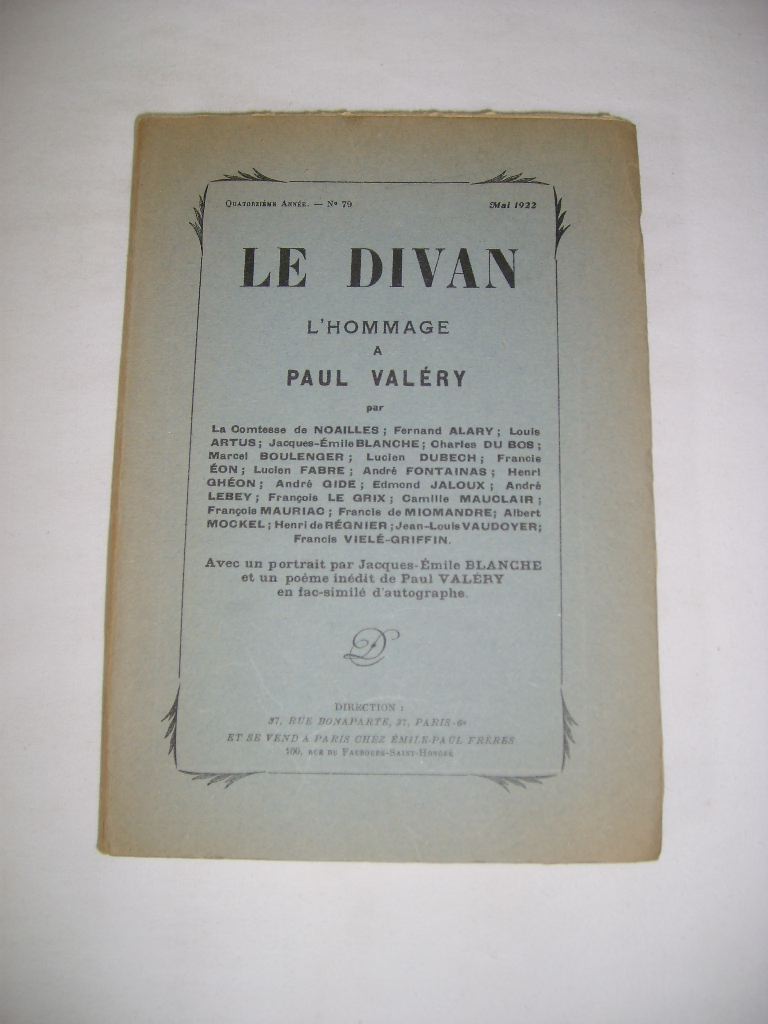 QUATORZIÈME ANNÉE. — N° 79
Mai 1922
LE DIVAN
L'HOMMAGE
A
PAUL VALÉRY
par
La Comtesse de NOAILLES ; Fernand ALARY ; Louis
ARTUS ; Jacques-Émile BLANCHE ; Charles DU BOS ;
Marcel BOULENGER ; Lucien DUBECH ; Francis
ÉON ; Lucien FABRE ; André FONTAINAS ; Henri
GHÉON ; André GIDE ; Edmond JALOUX ; André
LEBEY ; François LE GRIX ; Camille MAUCLAIR ;
François MAURIAC ; Francis de MIOMANDRE ; Albert
MOCKEL ; Henri de RÉGNIER ; Jean-Louis VAUDOYER ;
Francis VIELÉ-GRIFFIN.
Avec un portrait par Jacques-Émile BLANCHE
et un poème inédit de Paul VALÉRY
en fac-similé d'autographe.
D
DIRECTION :
37, RUE BONAPARTE, 37, PARIS-6e
ET SE VEND A PARIS CHEZ ÉMILE-PAUL FRÈRES
100, RUE DU FAUBOURG-SAINT-HONORÉ